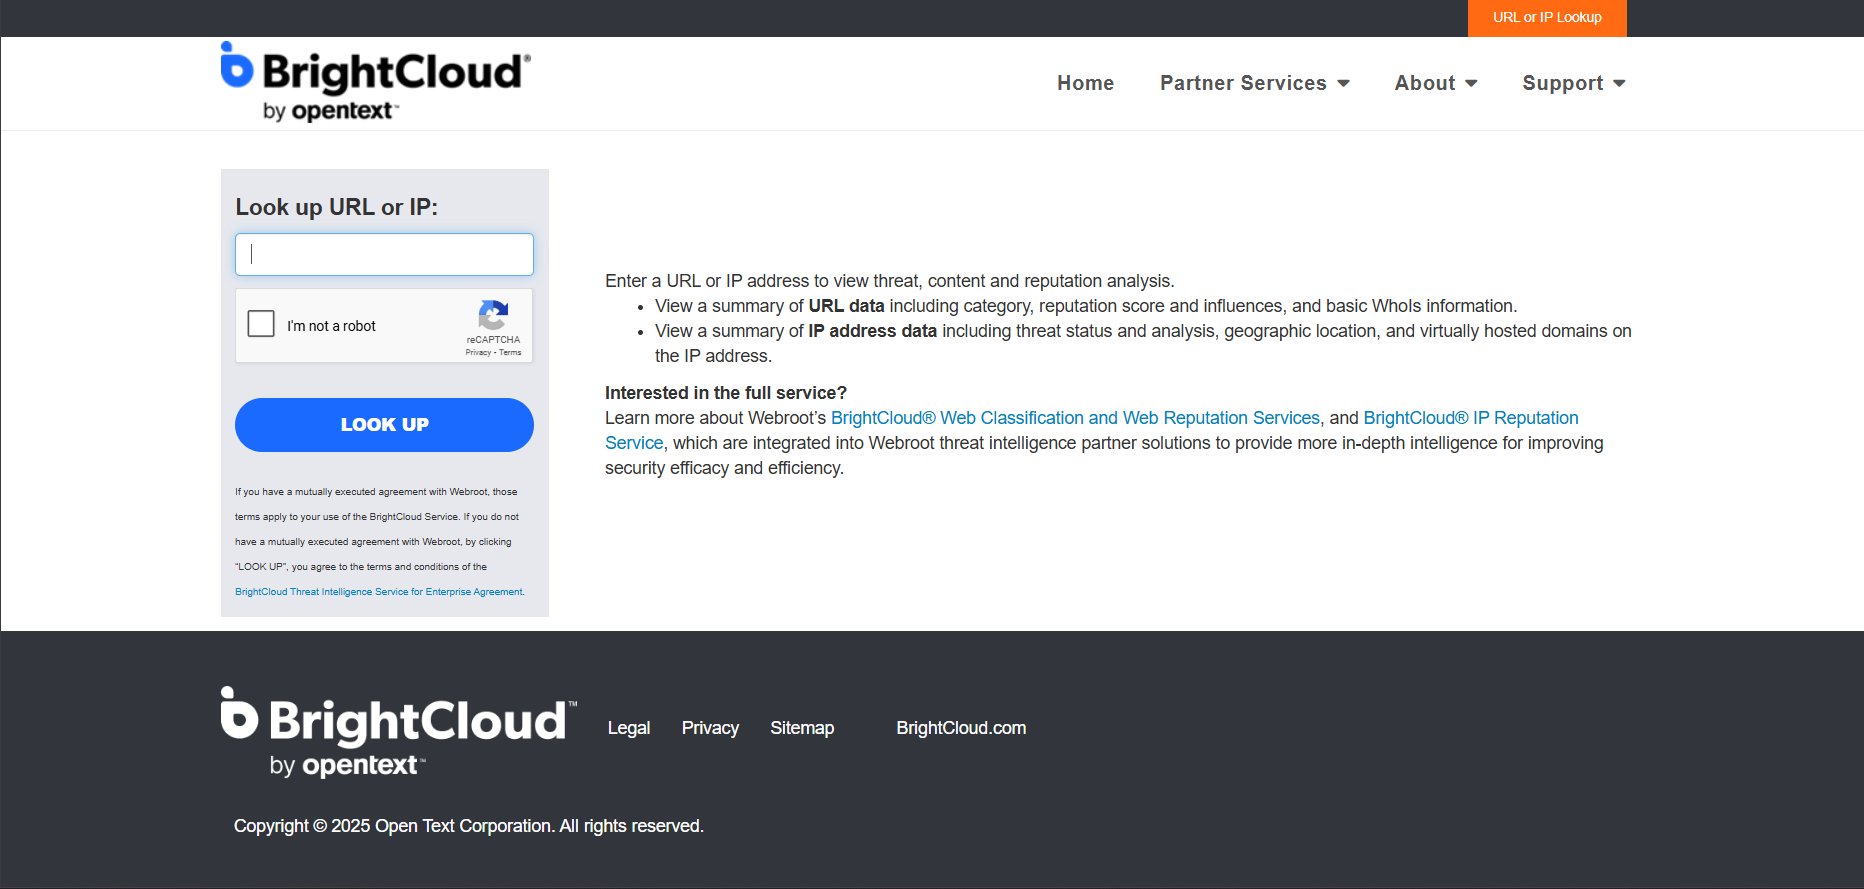 URL or IP Lookup
BrightCloud®
by opentext™
Home
Partner Services
About
Support
Look up URL or IP:
I'm not a robot
reCAPTCHA
Privacy - Terms
LOOK UP
If you have a mutually executed agreement with Webroot, those
terms apply to your use of the BrightCloud Service. If you do not
have a mutually executed agreement with Webroot, by clicking
“LOOK UP”, you agree to the terms and conditions of the
BrightCloud Threat Intelligence Service for Enterprise Agreement.
Enter a URL or IP address to view threat, content and reputation analysis.
• View a summary of URL data including category, reputation score and influences, and basic WhoIs information.
• View a summary of IP address data including threat status and analysis, geographic location, and virtually hosted domains on
the IP address.
Interested in the full service?
Learn more about Webroot’s BrightCloud® Web Classification and Web Reputation Services, and BrightCloud® IP Reputation
Service, which are integrated into Webroot threat intelligence partner solutions to provide more in-depth intelligence for improving
security efficacy and efficiency.
BrightCloud™
by opentext™
Legal
Privacy
Sitemap
BrightCloud.com
Copyright © 2025 Open Text Corporation. All rights reserved.